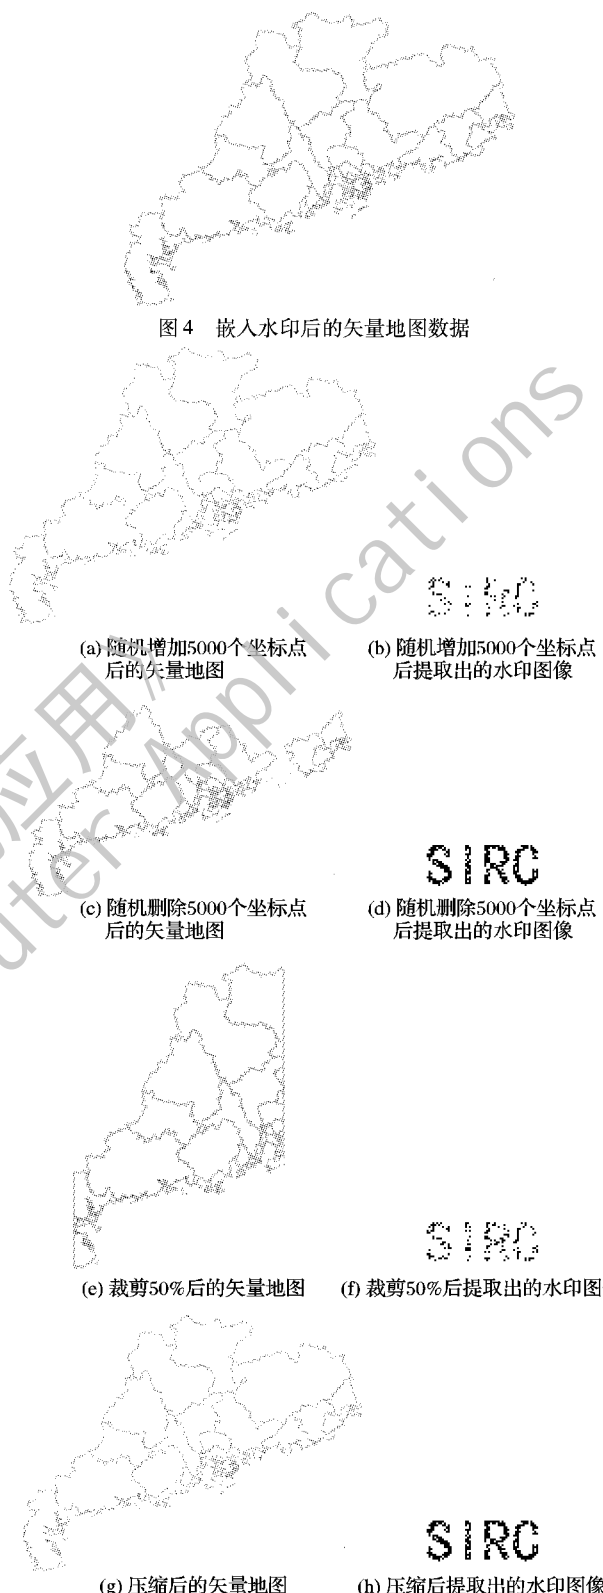 图 4 嵌入水印后的矢量地图数据
SIRC
(a) 随机增加5000个坐标点
后的矢量地图
(b) 随机增加5000个坐标点
后提取出的水印图像
SIRC
(c) 随机删除5000个坐标点
后的矢量地图
(d) 随机删除5000个坐标点
后提取出的水印图像
SIRC
(e) 裁剪50%后的矢量地图
(f) 裁剪50%后提取出的水印图
SIRC
(g) 压缩后的矢量地图
(h) 压缩后提取出的水印图像
应用》
uter Applications